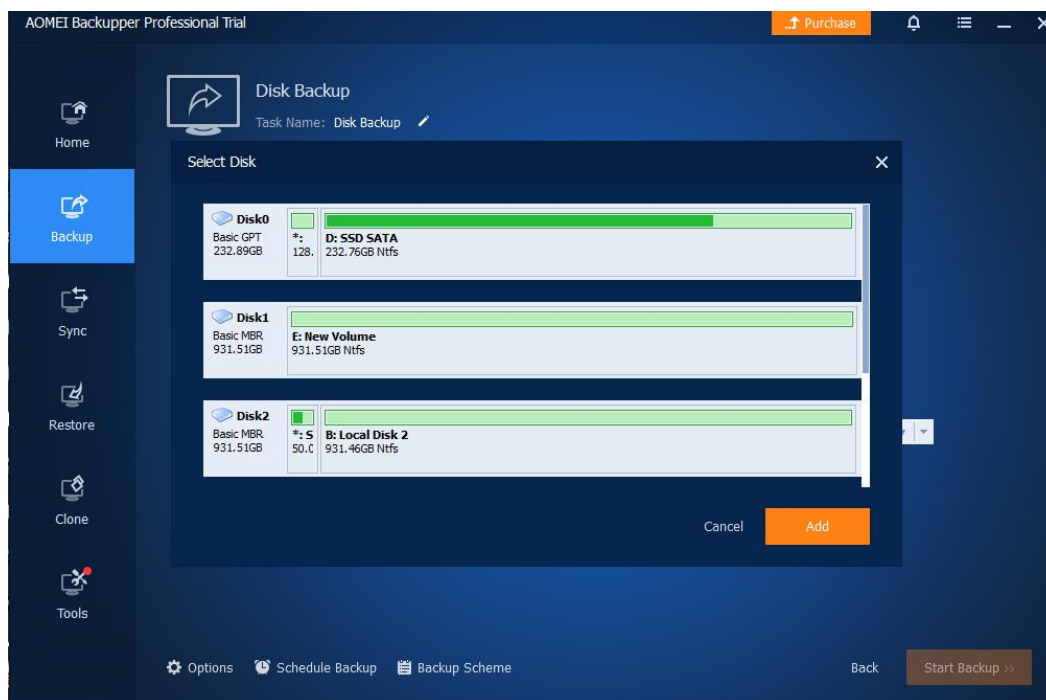 AOMEI Backupper Professional Trial
Purchase
Disk Backup
Task Name: Disk Backup
Home
Select Disk
Disk0
Basic GPT
232.89GB
*:
128.
D: SSD SATA
232.76GB Ntfs
Backup
Disk1
Basic MBR
931.51GB
E: New Volume
931.51GB Ntfs
Sync
Disk2
Basic MBR
931.51GB
*: S
50.0
B: Local Disk 2
931.46GB Ntfs
Restore
Clone
Cancel
Add
Tools
Options
Schedule Backup
Backup Scheme
Back
Start Backup >>